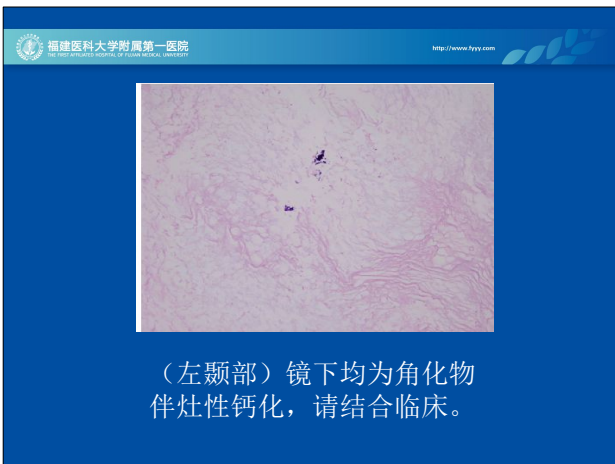 福建医科大学附属第一医院
THE FIRST AFFILIATED HOSPITAL OF FUJIAN MEDICAL UNIVERSITY
http://www.fyyy.com
（左颞部）镜下均为角化物
伴灶性钙化，请结合临床。